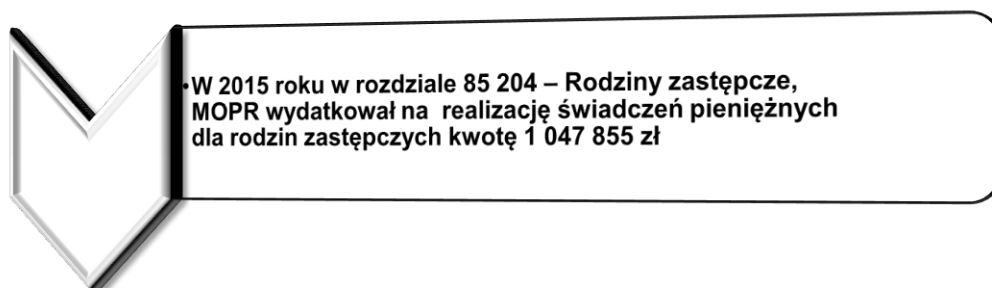 •W 2015 roku w rozdziale 85 204 – Rodziny zastępcze,
MOPR wydatkował na  realizację świadczeń pieniężnych
dla rodzin zastępczych kwotę 1 047 855 zł